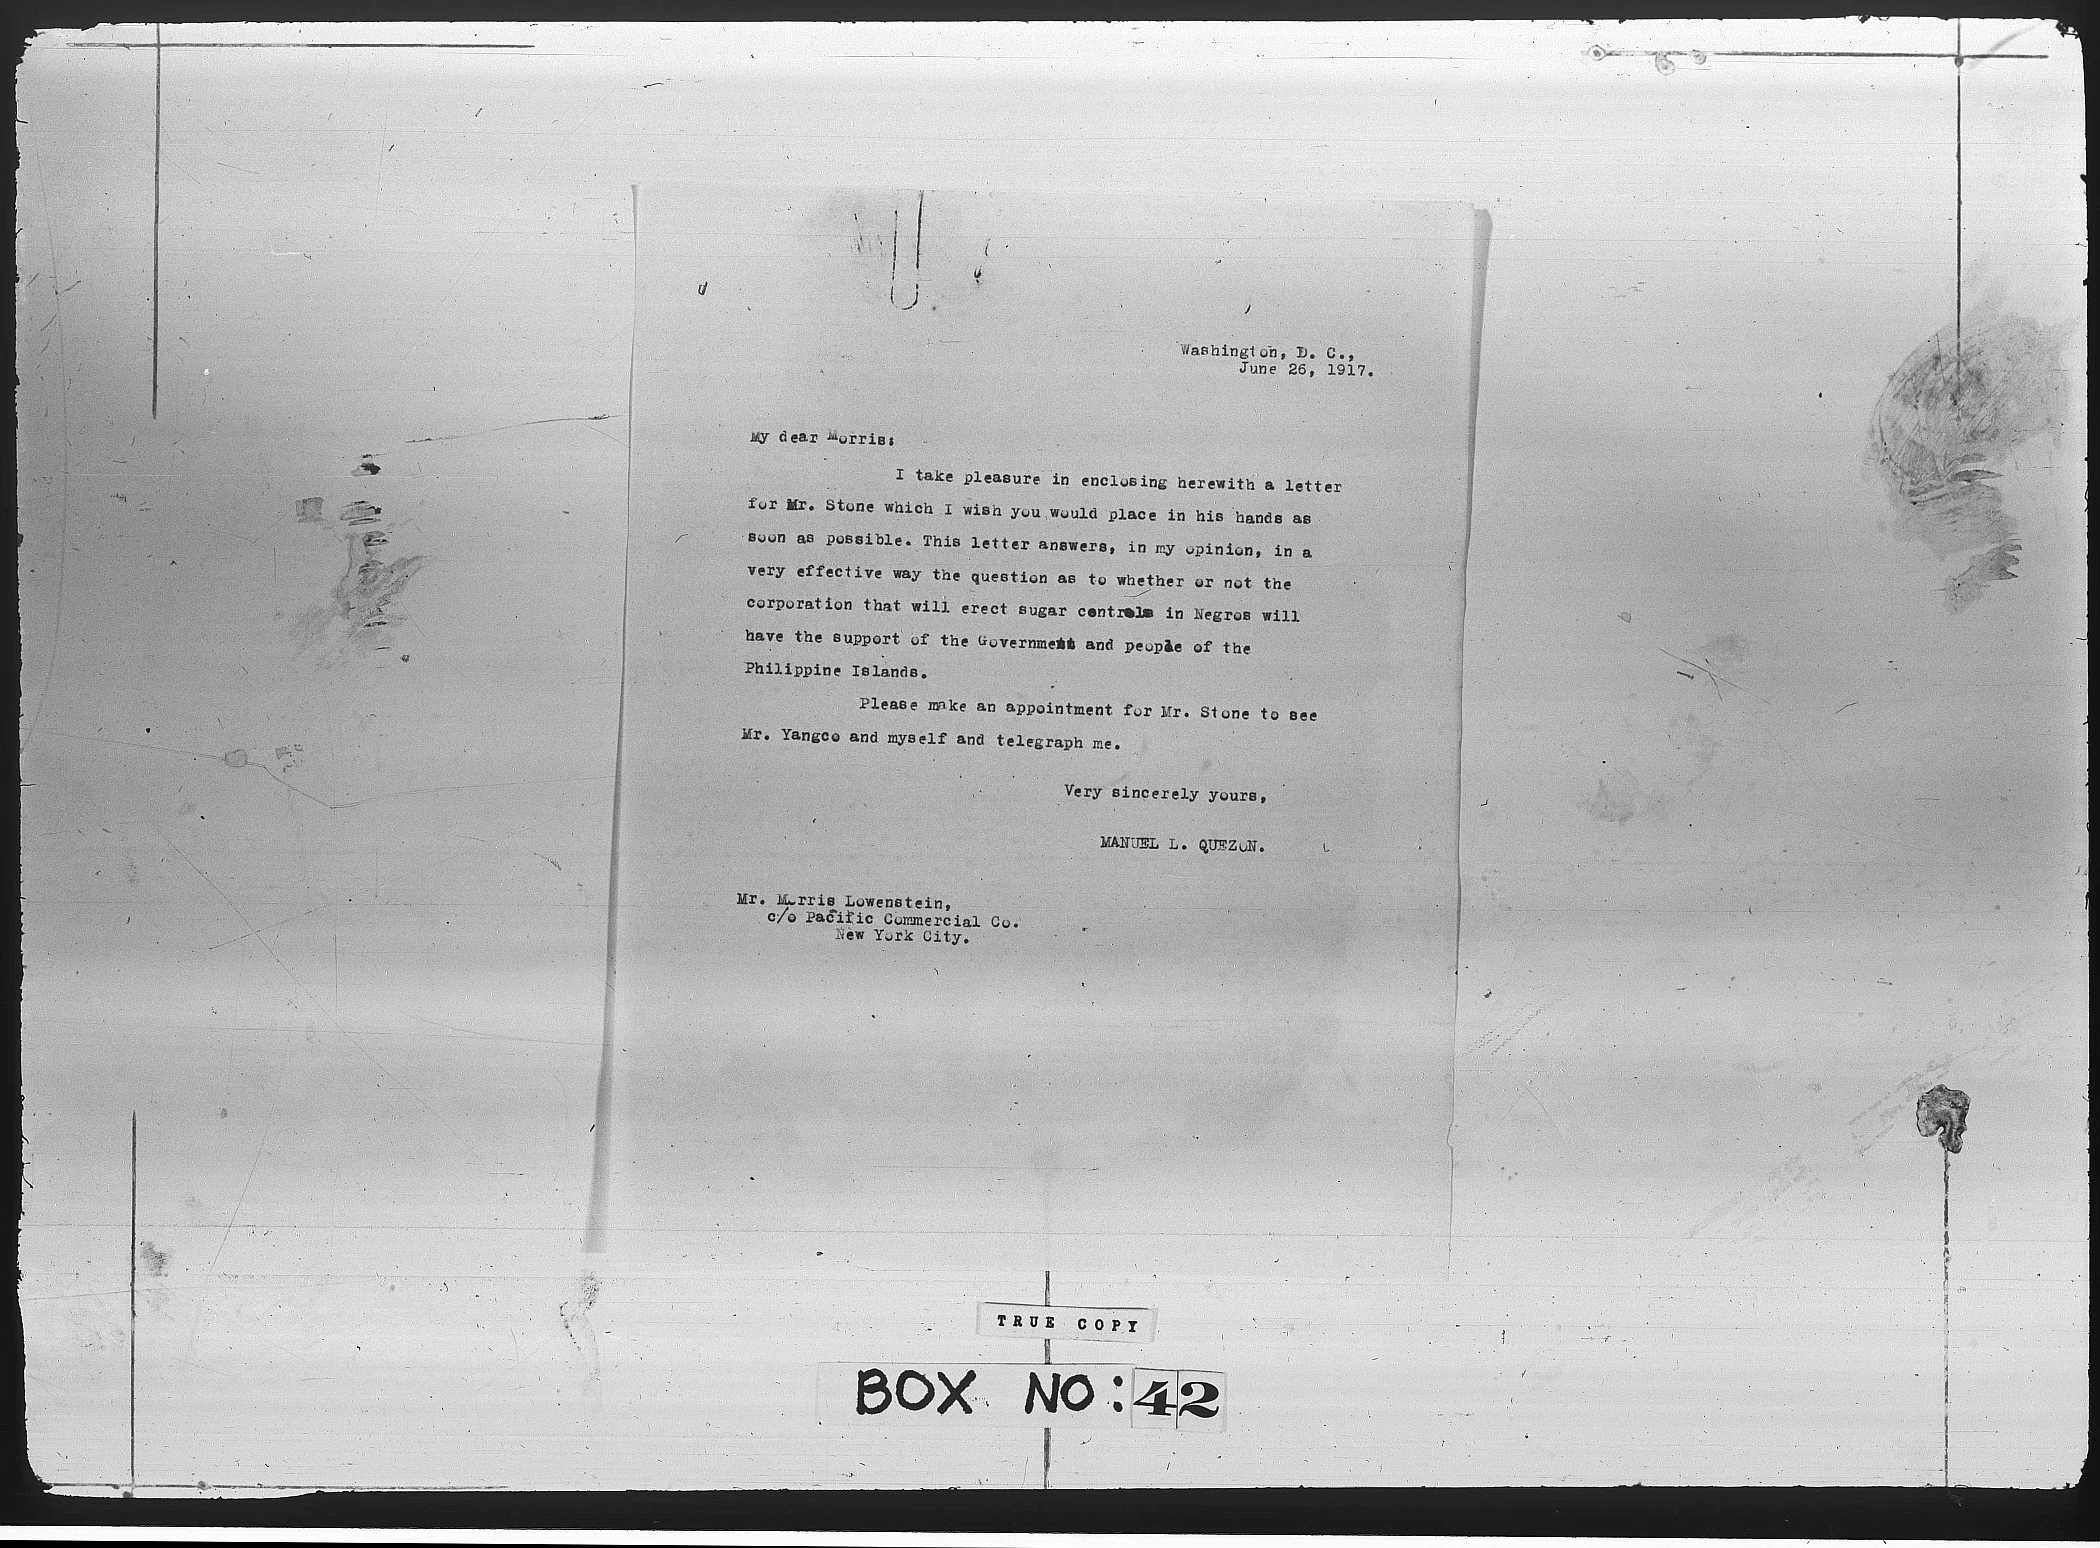 Washington, D. C.,
June 26, 1917.
My dear Morris:
I take pleasure in enclosing herewith a letter
for Mr. Stone which I wish you would place in his hands as
soon as possible. This letter answers, in my opinion, in a
very effective way the question as to whether or not the
corporation that will erect sugar centrals in Negros will
have the support of the Government and people of the
Philippine Islands.
Please make an appointment for Mr. Stone to see
Mr. Yangco and myself and telegraph me.
Very sincerely yours,
MANUEL L. QUEZON.
Mr. Morris Lowenstein,
c/o Pacific Commercial Co.
New York City.
TRUE COPY
BOX NO: 42